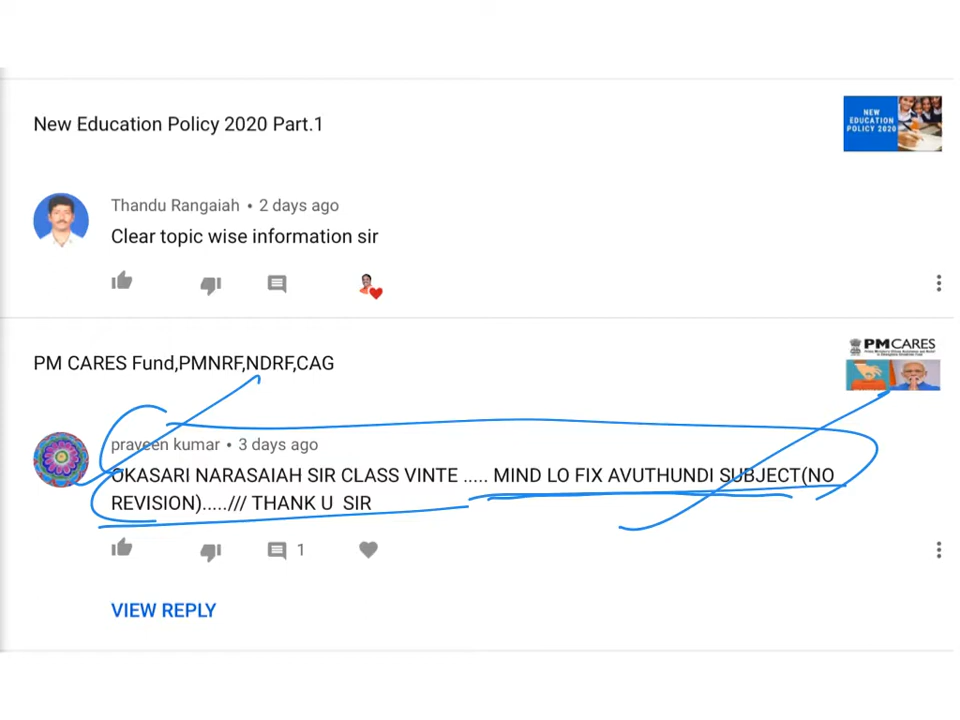 New Education Policy 2020 Part.1
NEW
EDUCATION
POLICY 2020
Thandu Rangaiah • 2 days ago
Clear topic wise information sir
PM CARES Fund,PMNRF,NDRF,CAG
PM CARES
praveen kumar • 3 days ago
OKASARI NARASAIAH SIR CLASS VINTE ..... MIND LO FIX AVUTHUNDI SUBJECT(NO
REVISION)...../// THANK U SIR
1
VIEW REPLY